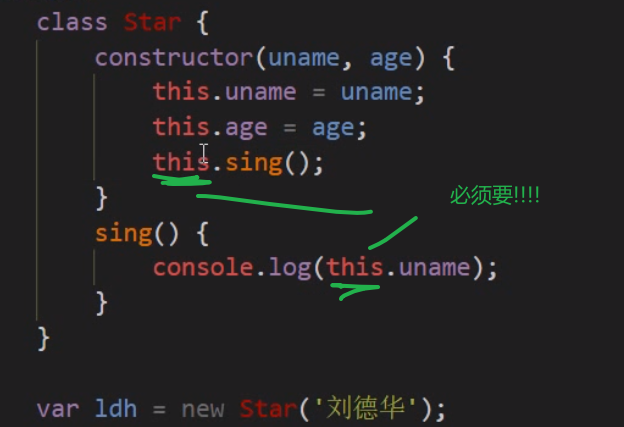 class Star {
constructor(uname, age) {
this.uname = uname;
this.age = age;
this.sing();
}
必须要!!!!
sing() {
console.log(this.uname);
}
}
var ldh = new Star('刘德华');